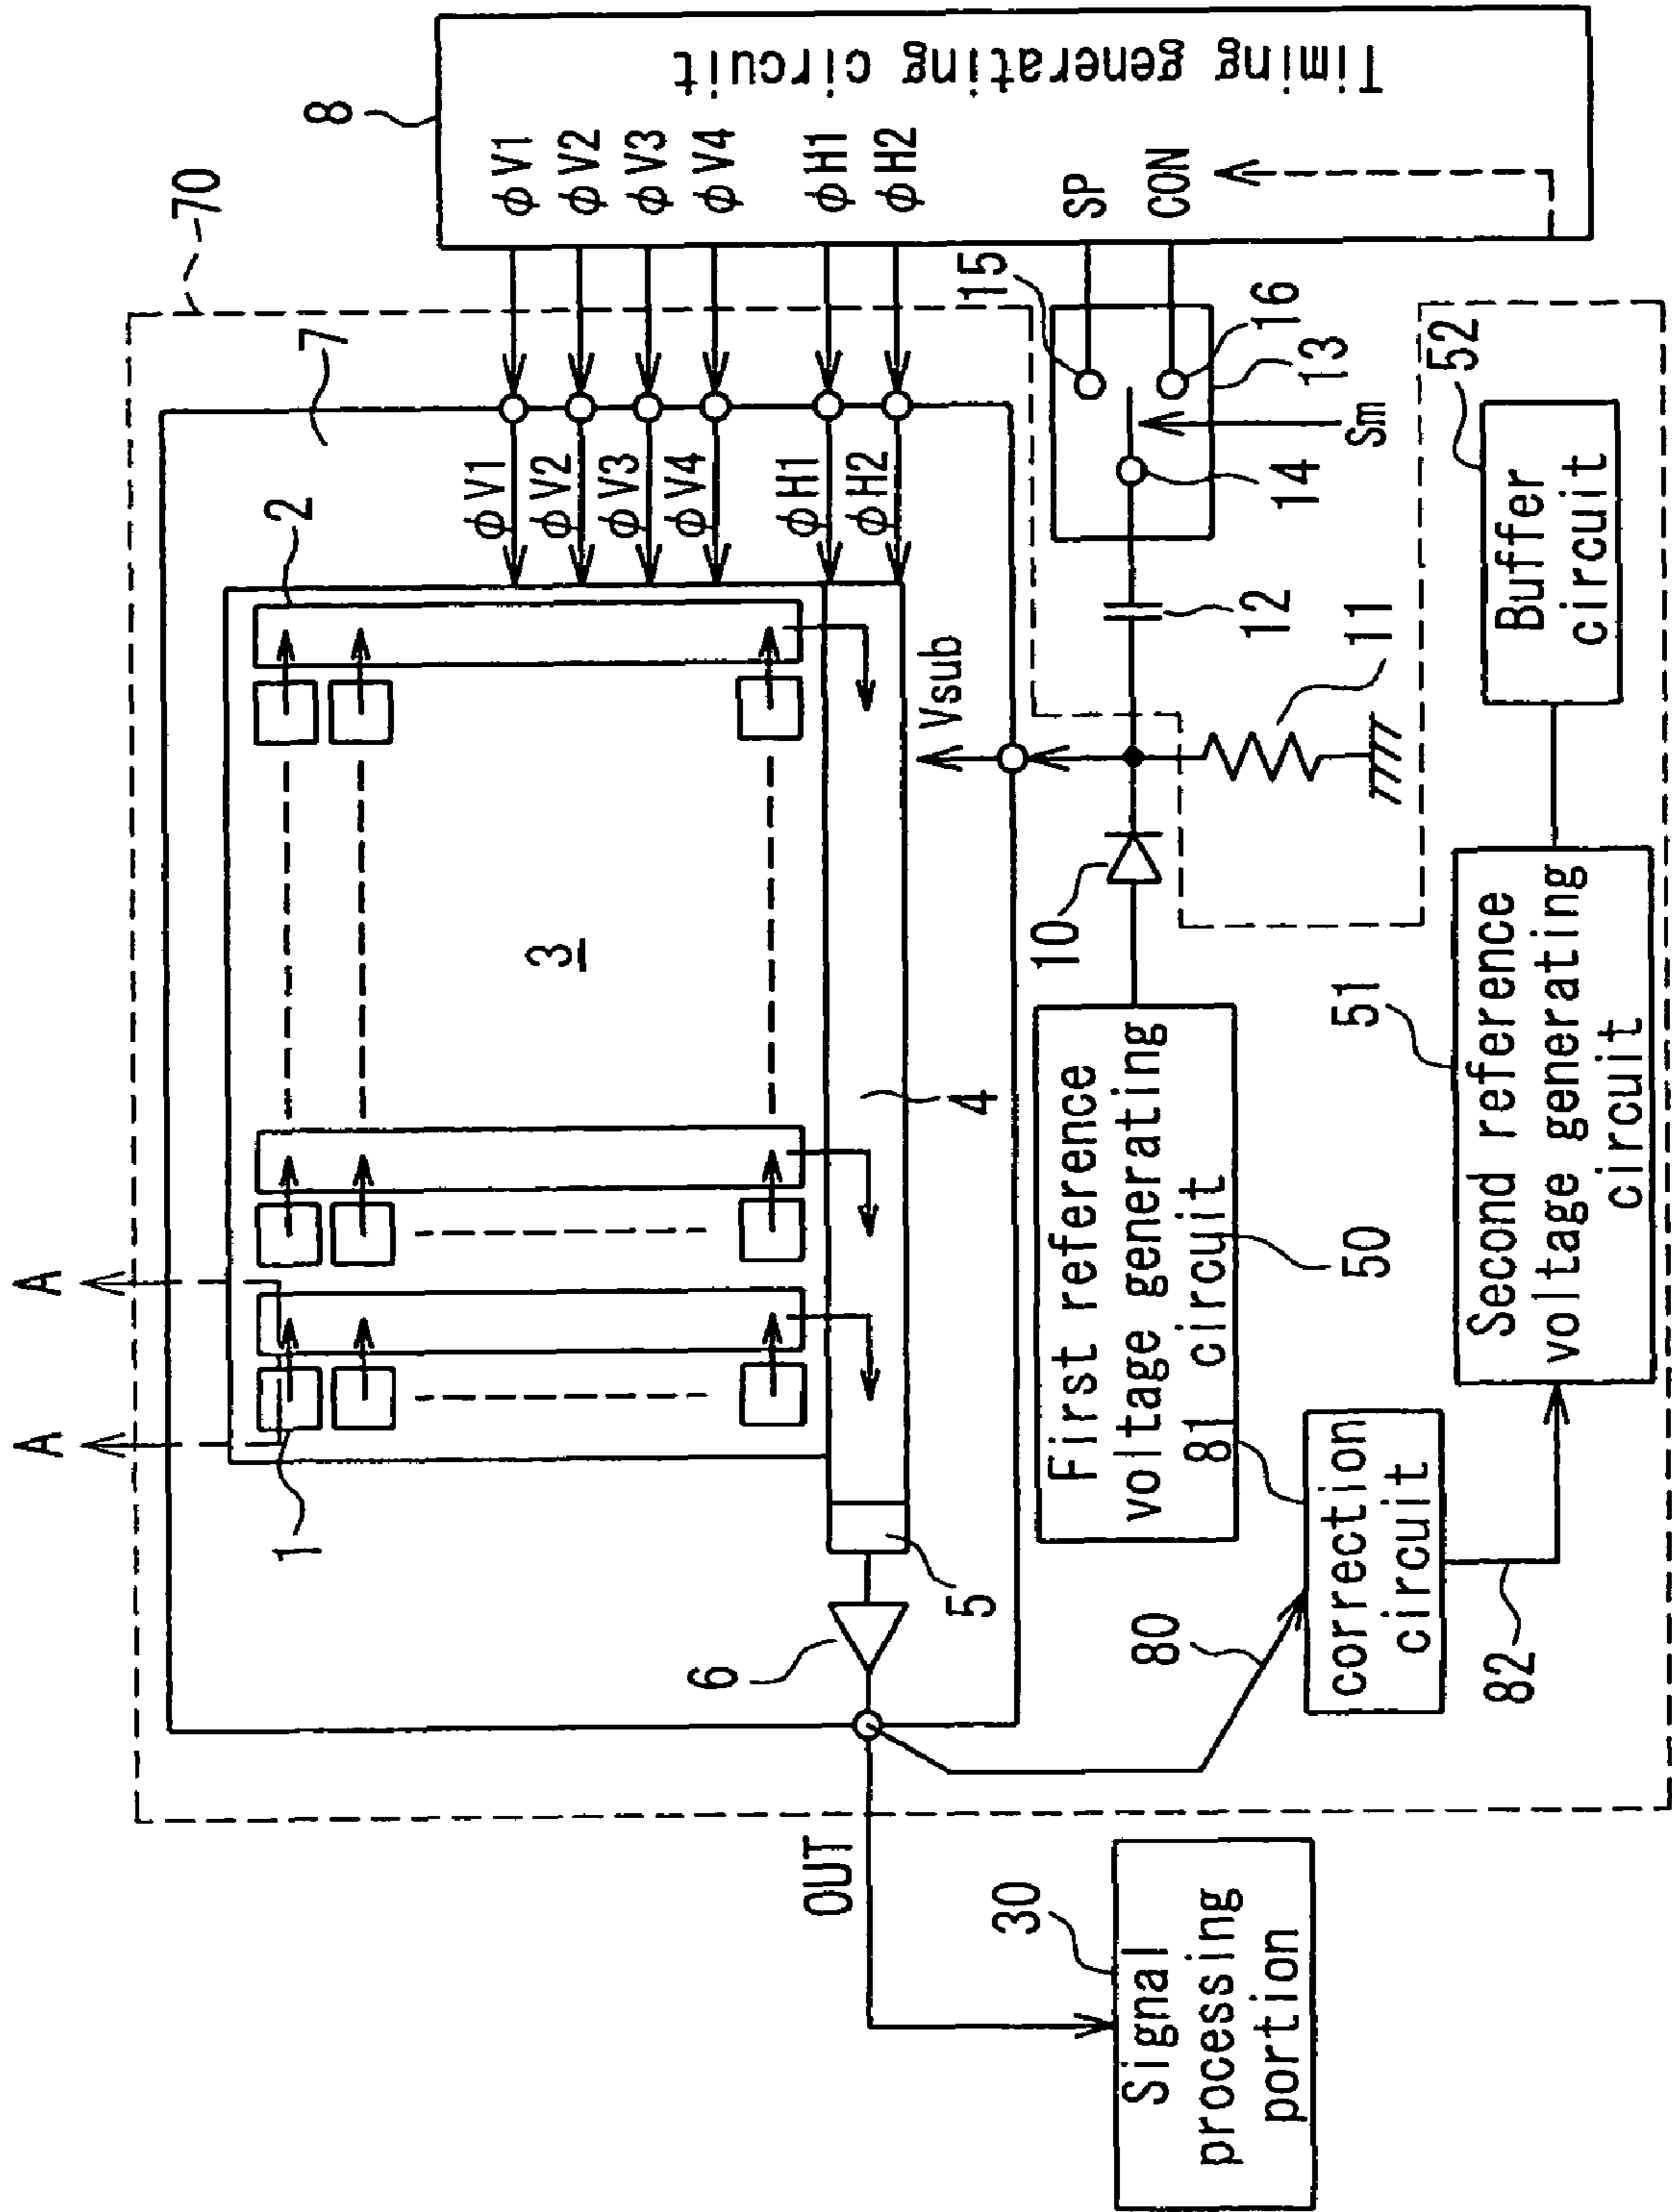 70
8
7
2
φV1
φV2
φV3
φV4
φH1
φH2
φV1
φV2
φV3
φV4
φH1
φH2
SP
CON
Timing generating circuit
A
A
1
3
4
5
6
Vsub
OUT
15
16
13
14
Sm
12
11
10
First reference
voltage generating
circuit
50
81
80
correction
circuit
82
51
Second reference
voltage generating
circuit
52
Buffer
circuit
30
Signal
processing
portion